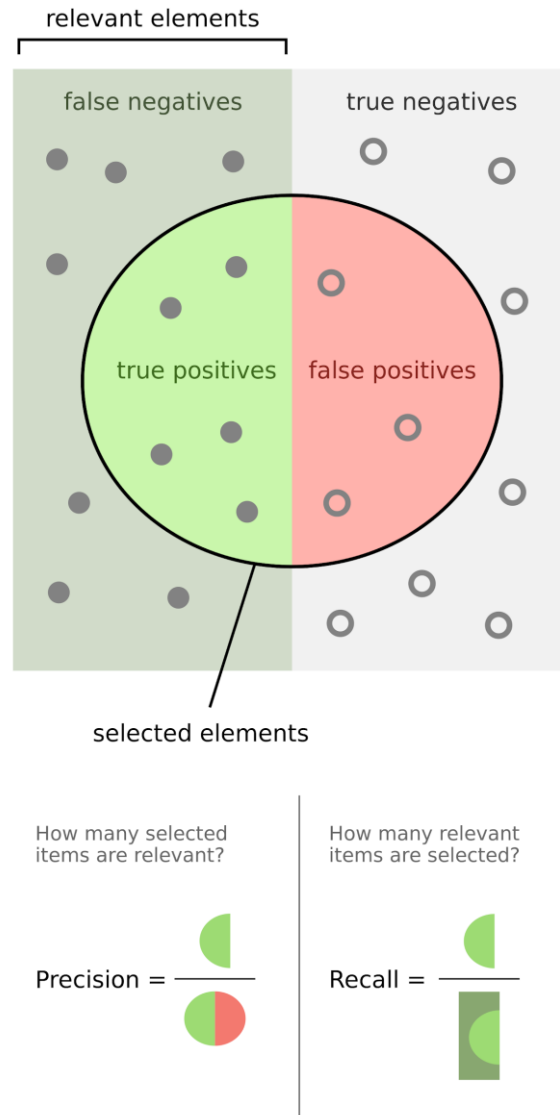 relevant elements
false negatives
true negatives
true positives
false positives
selected elements
How many selected
items are relevant?
How many relevant
items are selected?
Precision =
Recall =